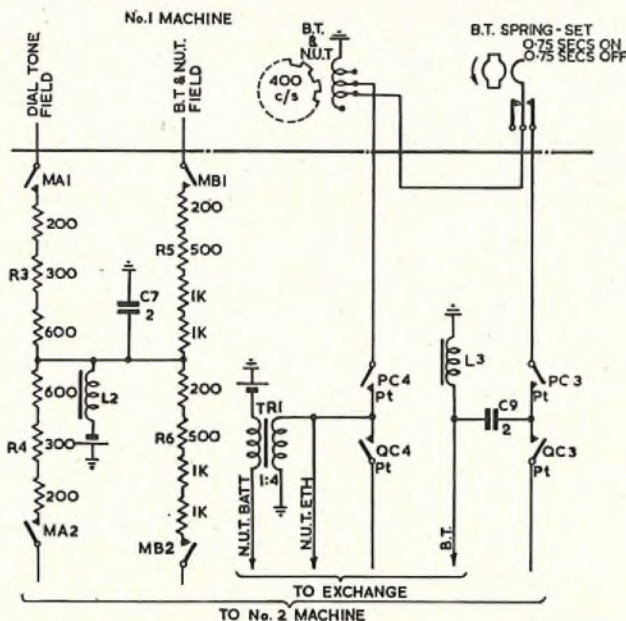 No.1 MACHINE
DIAL TONE
FIELD
B.T & N.U.T.
FIELD
B.T.
&
N.U.T
400
c/s
B.T. SPRING-SET
0·75 SECS ON
0·75 SECS OFF
MA1
MB1
200
200
R3
300
R5
500
C7
2
1K
600
1K
L3
PC4
Pt
PC3
Pt
600
L2
200
TR1
C9
2
R4
300
R6
500
QC4
QC3
1:4
Pt
Pt
200
1K
1K
MA2
MB2
N.U.T. BATT
N.U.T. ETH
B.T.
TO EXCHANGE
TO No. 2 MACHINE